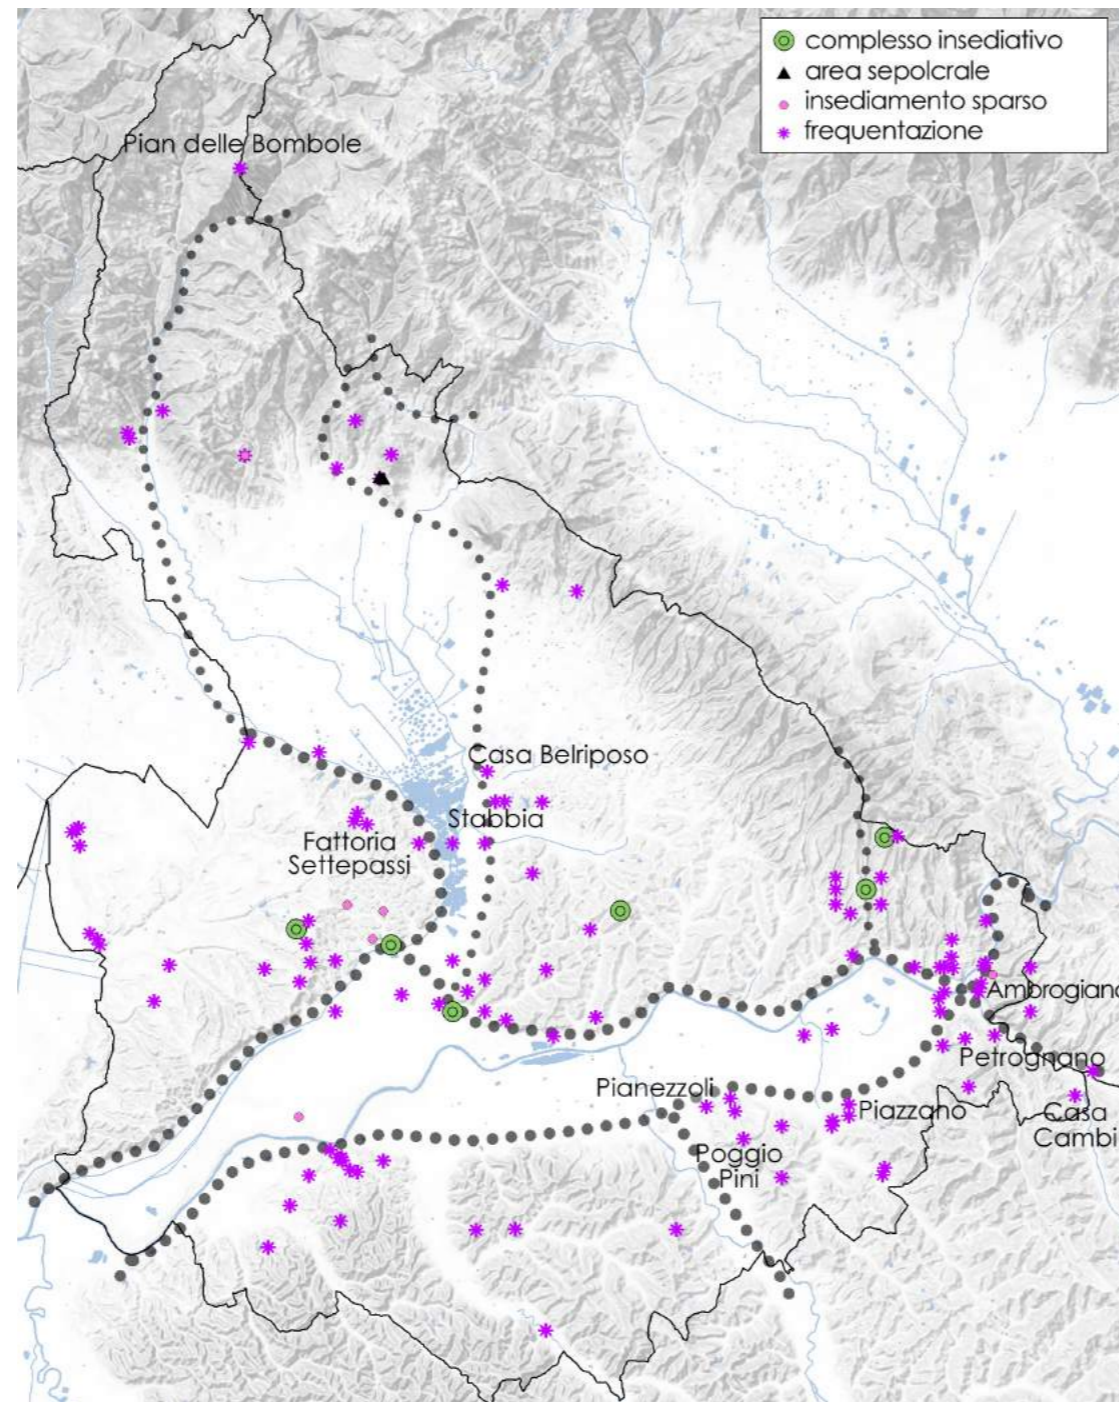 complesso insediativo
area sepolcrale
insediamento sparso
frequentazione
Pian delle Bombole
Casa Belriposo
Stabbia
Fattoria
Settepassi
Ambrogiana
Petrognano
Pianezzoli
Piazzano
Casa
Cambi
Poggio
Pini